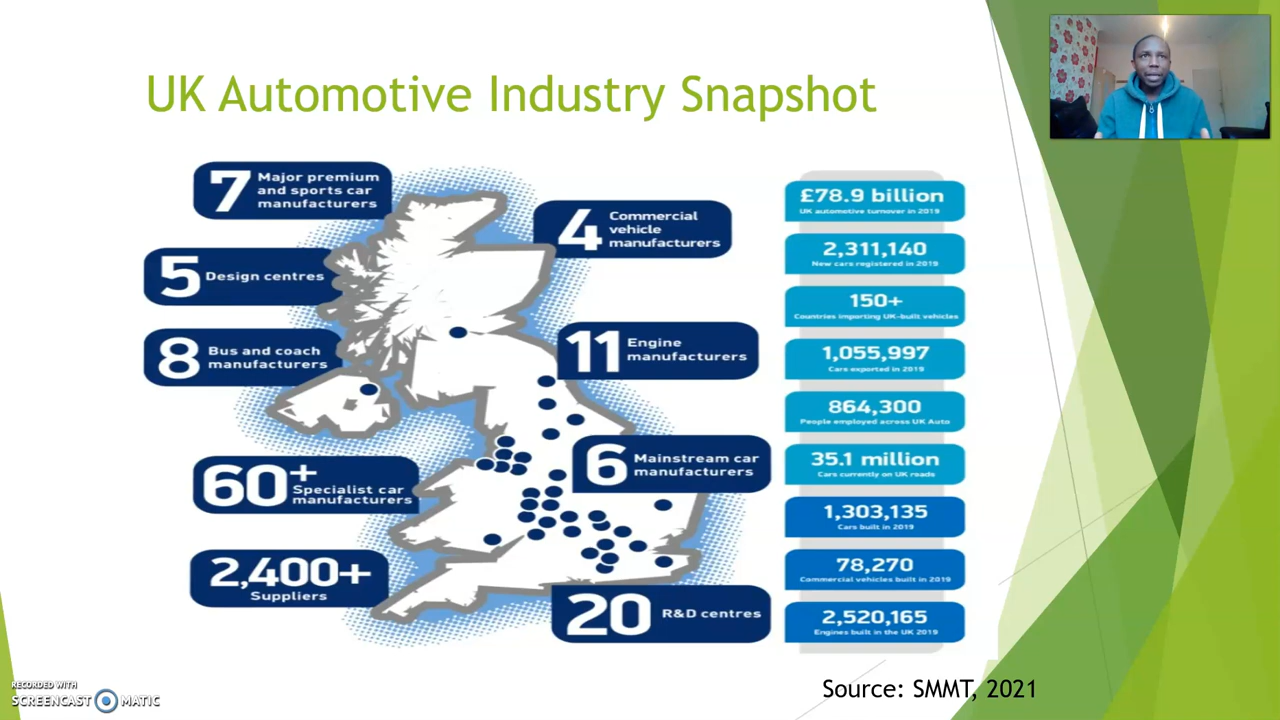 UK Automotive Industry Snapshot
7 Major premium
and sports car
manufacturers
4 Commercial
vehicle
manufacturers
5 Design centres
8 Bus and coach
manufacturers
11 Engine
manufacturers
60+ Specialist car
manufacturers
6 Mainstream car
manufacturers
2,400+
Suppliers
20 R&D centres
£78.9 billion
UK automotive turnover in 2019
2,311,140
New cars registered in 2019
150+
Countries importing UK-built vehicles
1,055,997
Cars exported in 2019
864,300
People employed across UK Auto
35.1 million
Cars currently on UK roads
1,303,135
Cars built in 2019
78,270
Commercial vehicles built in 2019
2,520,165
Engines built in the UK 2019
Source: SMMT, 2021
RECORDED WITH
SCREENCAST MATIC